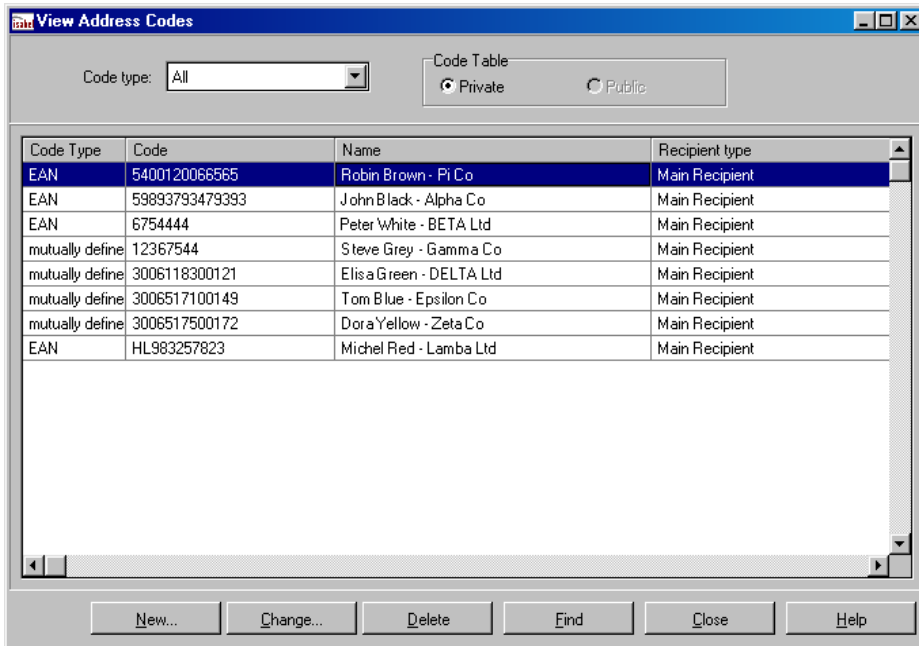 isabel View Address Codes
Code type: All
Code Table
Private Public
Code Type Code Name Recipient type
EAN 5400120066565 Robin Brown - Pi Co Main Recipient
EAN 59893793479393 John Black - Alpha Co Main Recipient
EAN 6754444 Peter White - BETA Ltd Main Recipient
mutually define 12367544 Steve Grey - Gamma Co Main Recipient
mutually define 3006118300121 Elisa Green - DELTA Ltd Main Recipient
mutually define 3006517100149 Tom Blue - Epsilon Co Main Recipient
mutually define 3006517500172 Dora Yellow - Zeta Co Main Recipient
EAN HL983257823 Michel Red - Lamba Ltd Main Recipient
New... Change... Delete Find Close Help